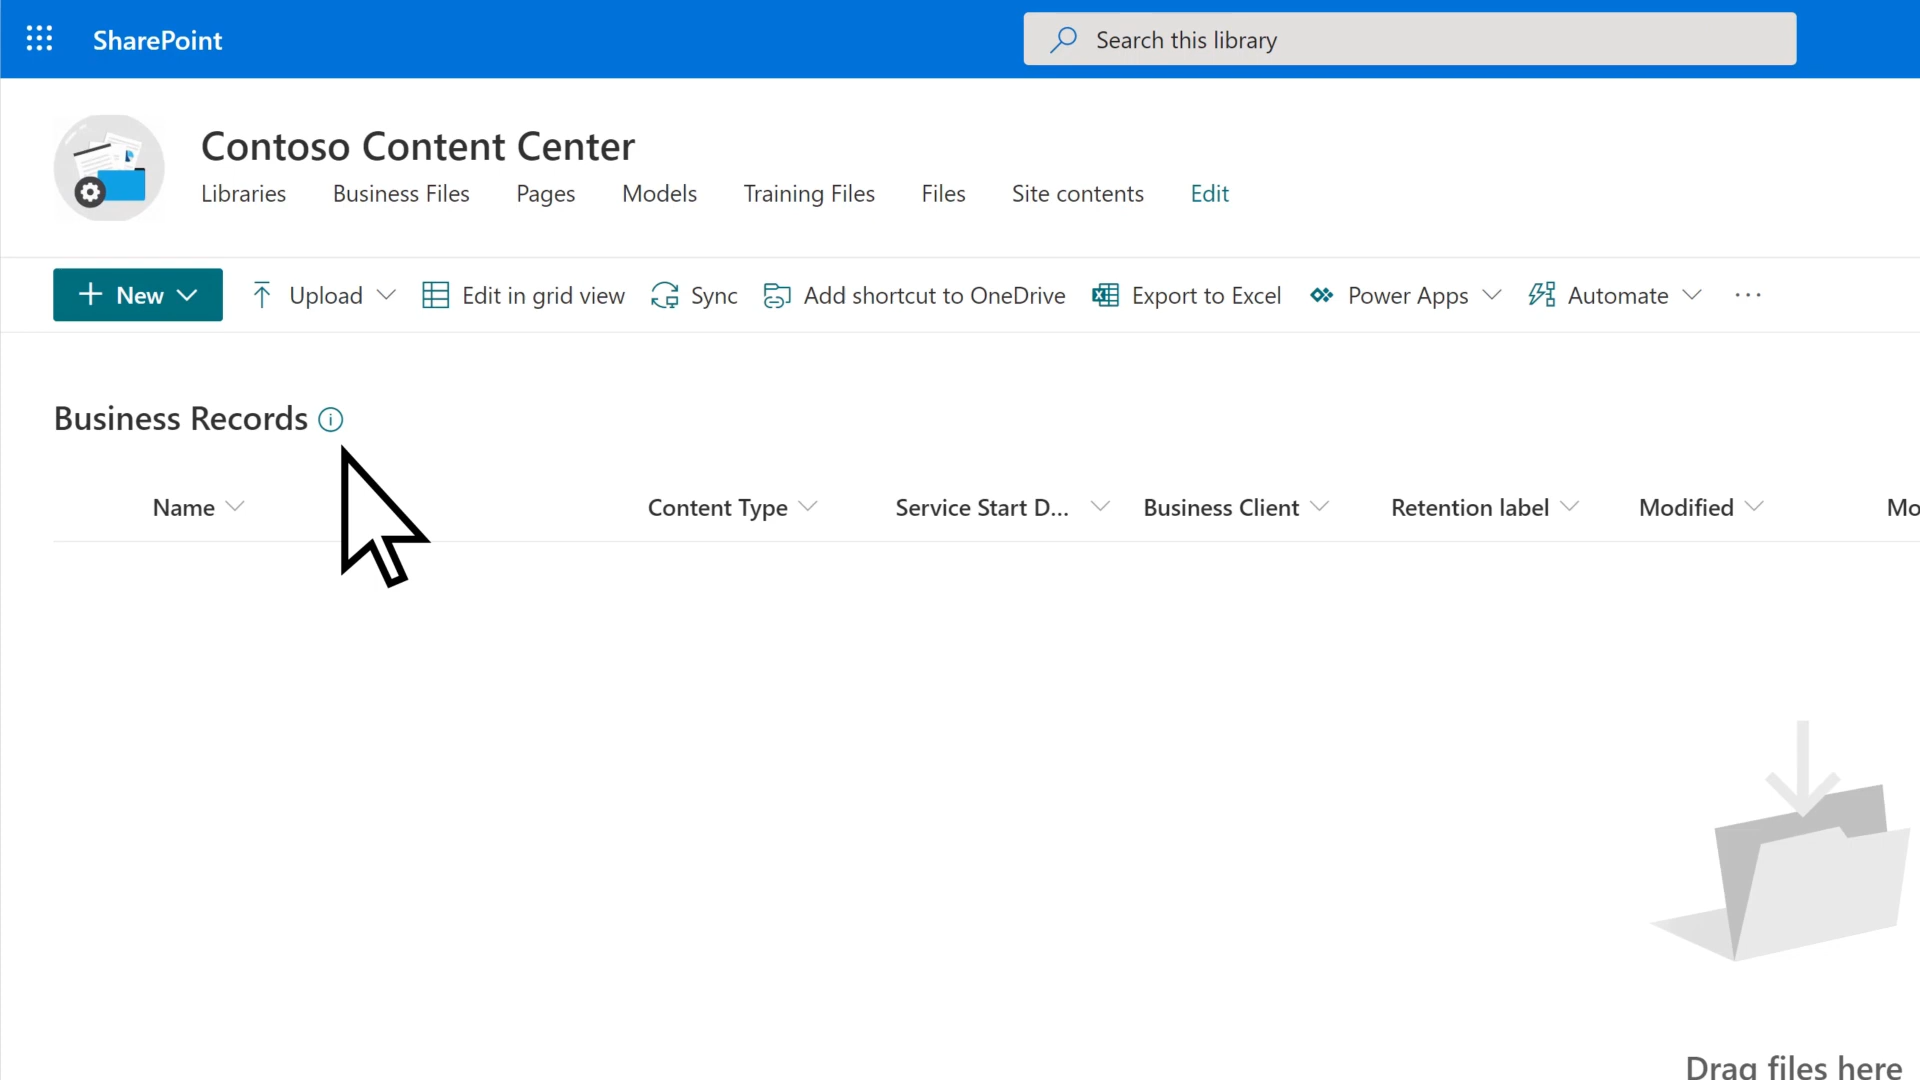 SharePoint
Search this library
Contoso Content Center
Libraries Business Files Pages Models Training Files Files Site contents Edit
New Upload Edit in grid view Sync Add shortcut to OneDrive Export to Excel Power Apps Automate ...
Business Records
Name Content Type Service Start D... Business Client Retention label Modified Mo
Drag files here